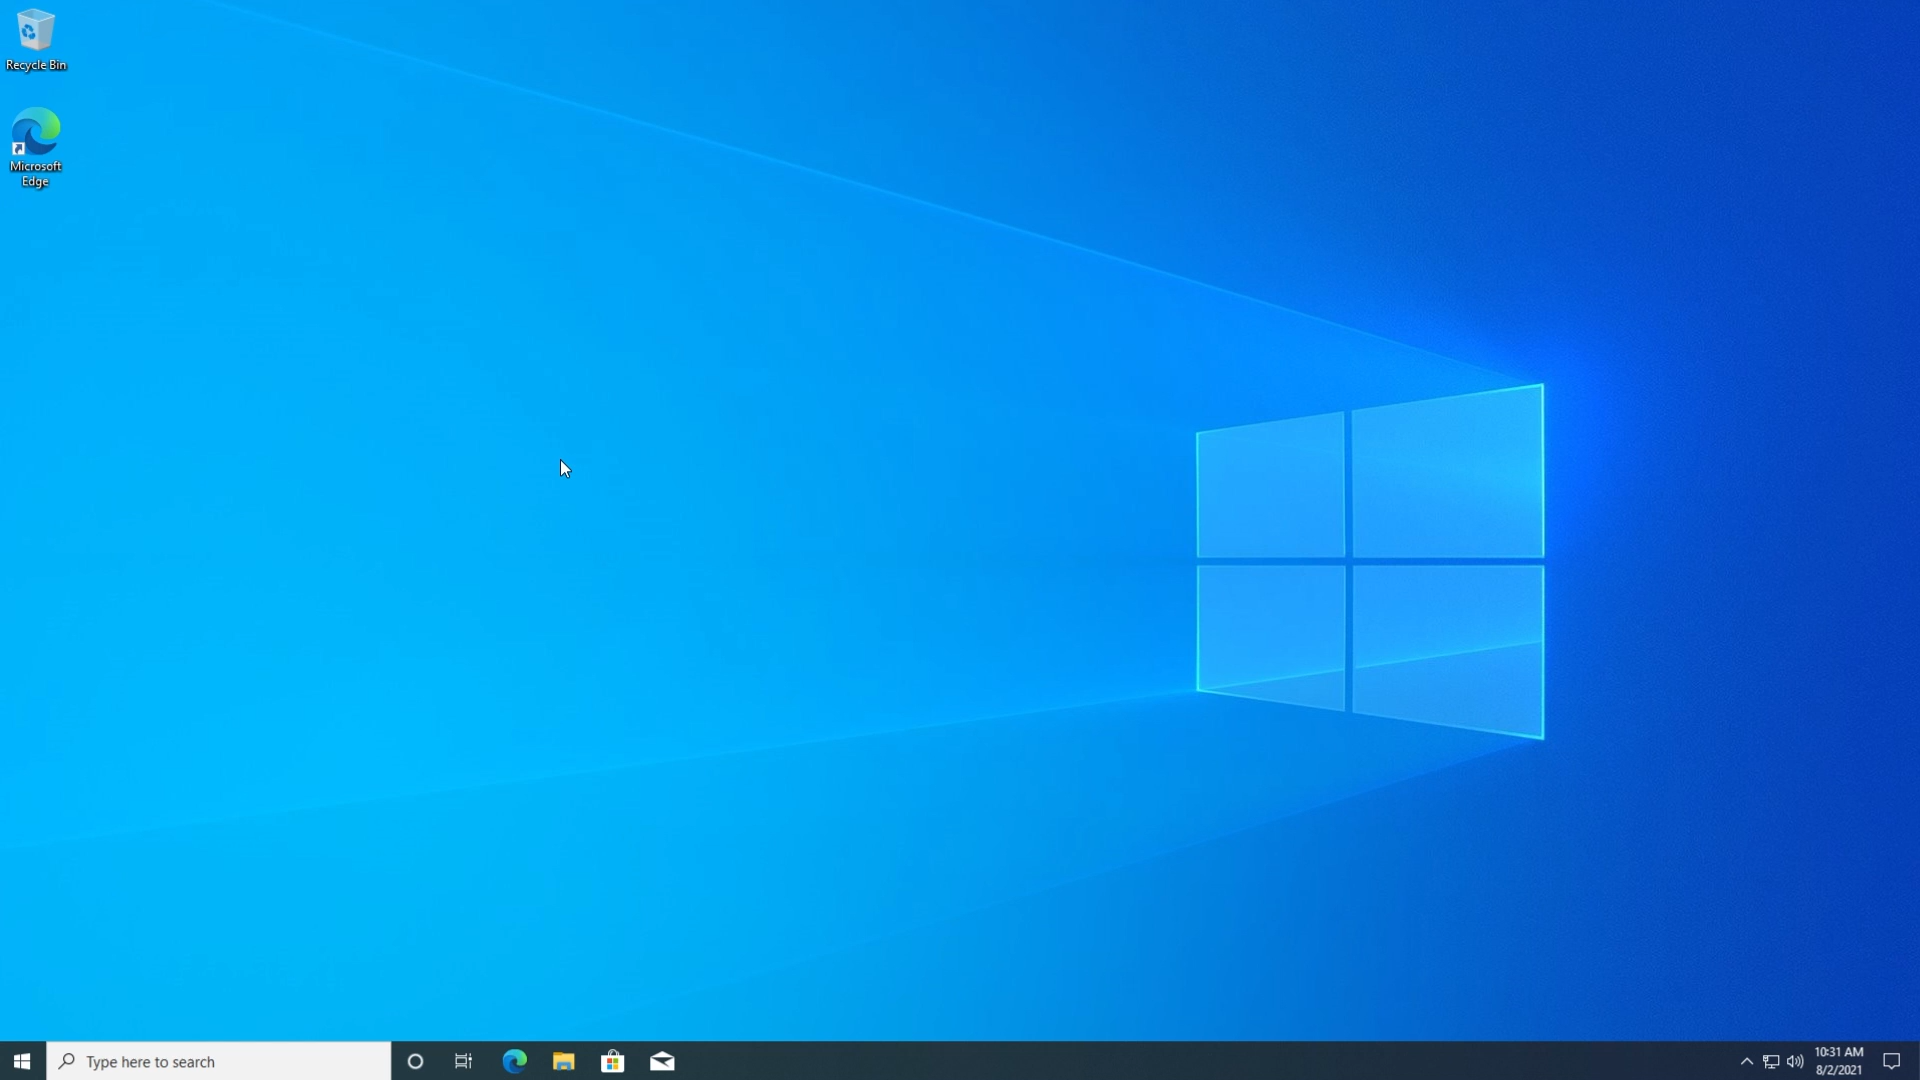 Recycle Bin
Microsoft
Edge
Type here to search
10:31 AM
8/2/2021